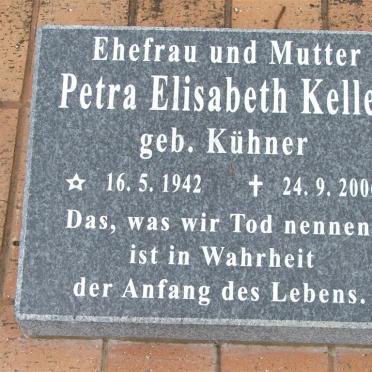 Ehefrau und Mutter
Petra Elisabeth Kelle
geb. Kühner
☆ 16. 5. 1942 ✝ 24. 9. 200
Das, was wir Tod nennen
ist in Wahrheit
der Anfang des Lebens.